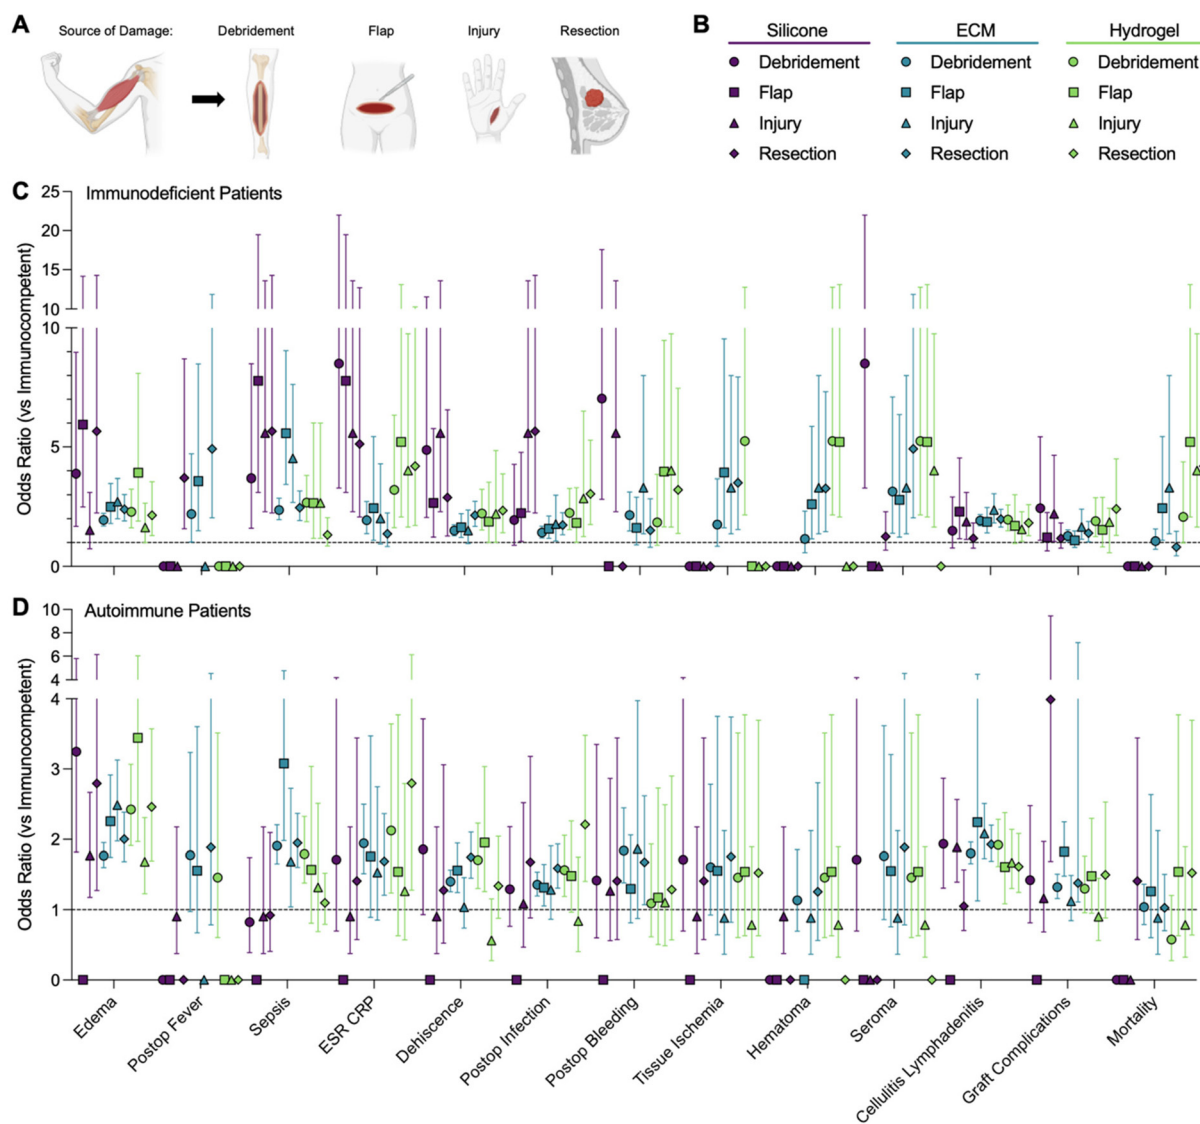 A
Source of Damage:
Debridement
Flap
Injury
Resection
B
Silicone
ECM
Hydrogel
Debridement
Debridement
Debridement
Flap
Flap
Flap
Injury
Injury
Injury
Resection
Resection
Resection
C
Immunodeficient Patients
Odds Ratio (vs Immunocompetent)
25
20
15
10
10
5
0
D
Autoimmune Patients
Odds Ratio (vs Immunocompetent)
10
8
6
4
4
3
2
1
0
Edema
Postop Fever
Sepsis
ESR CRP
Dehiscence
Postop Infection
Postop Bleeding
Tissue Ischemia
Hematoma
Seroma
Cellulitis Lymphadenitis
Graft Complications
Mortality